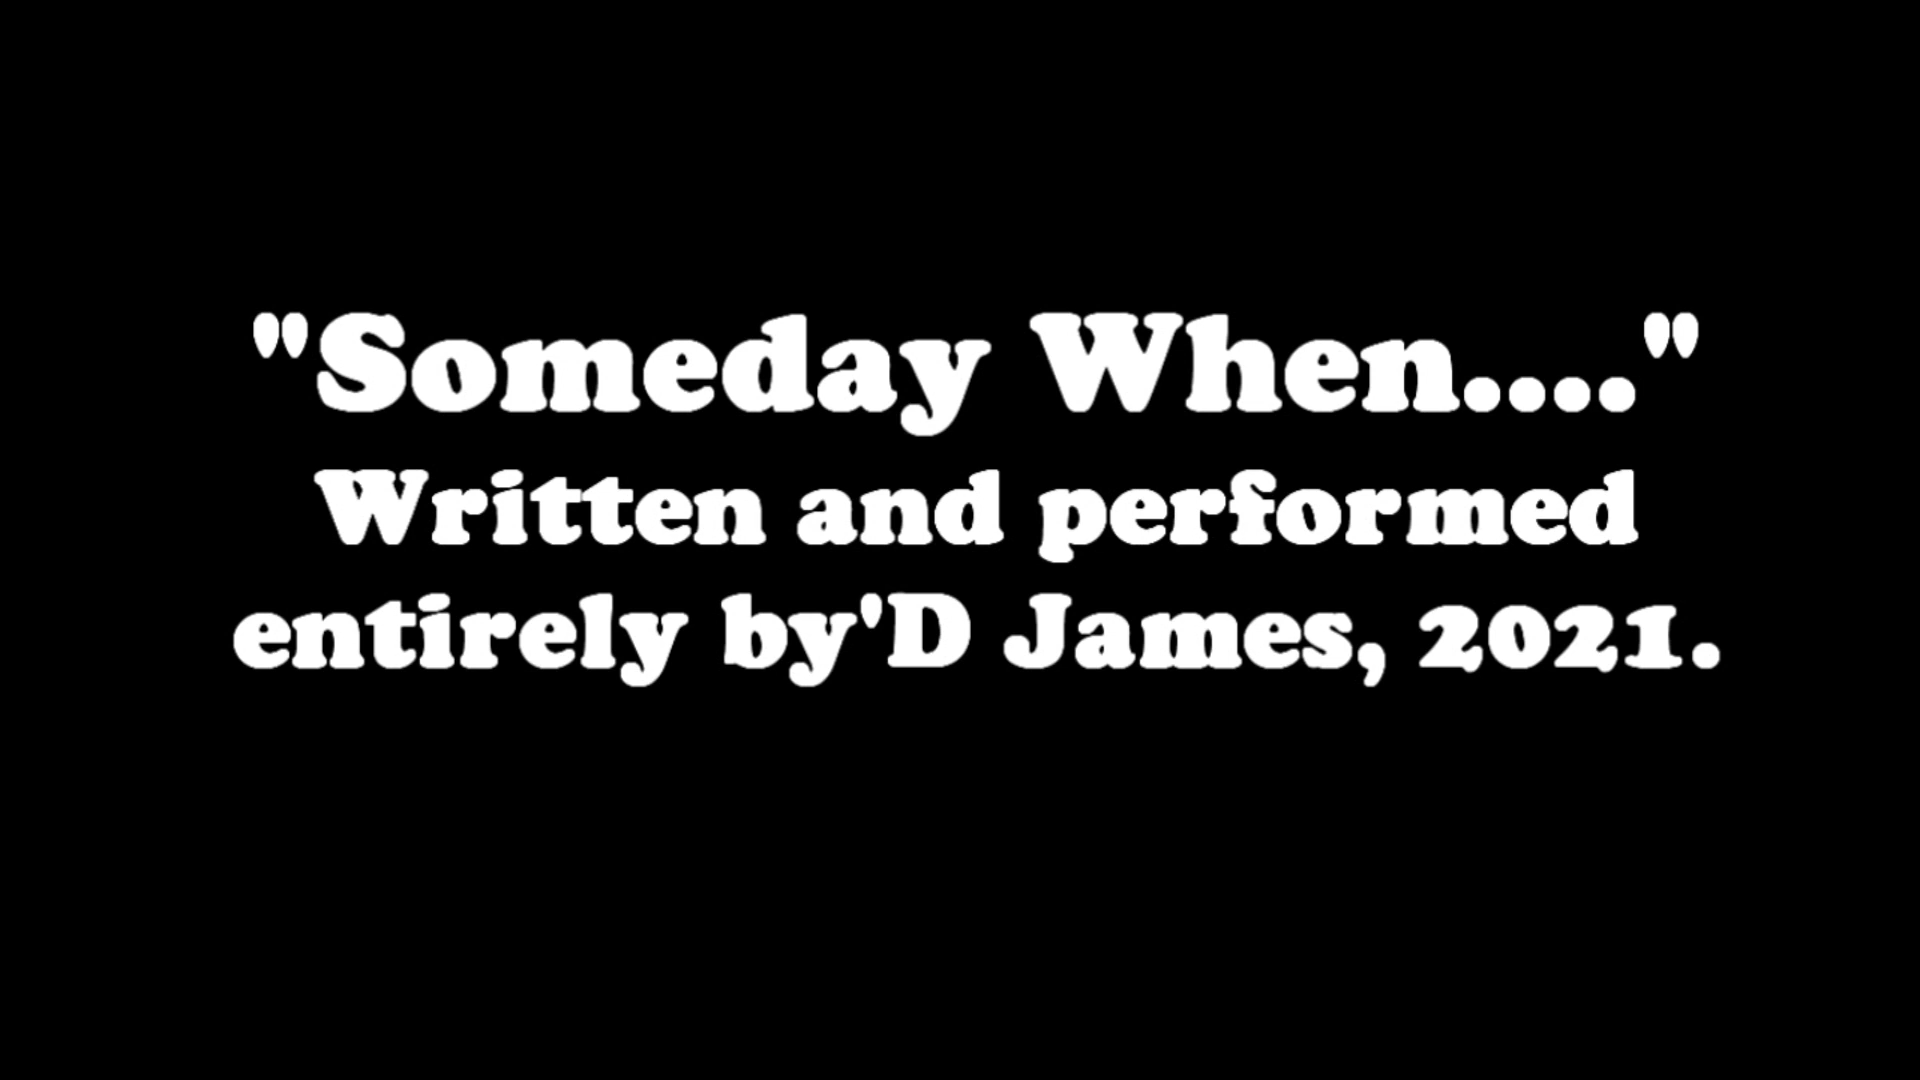 "Someday When...."
Written and performed
entirely by'D James, 2021.